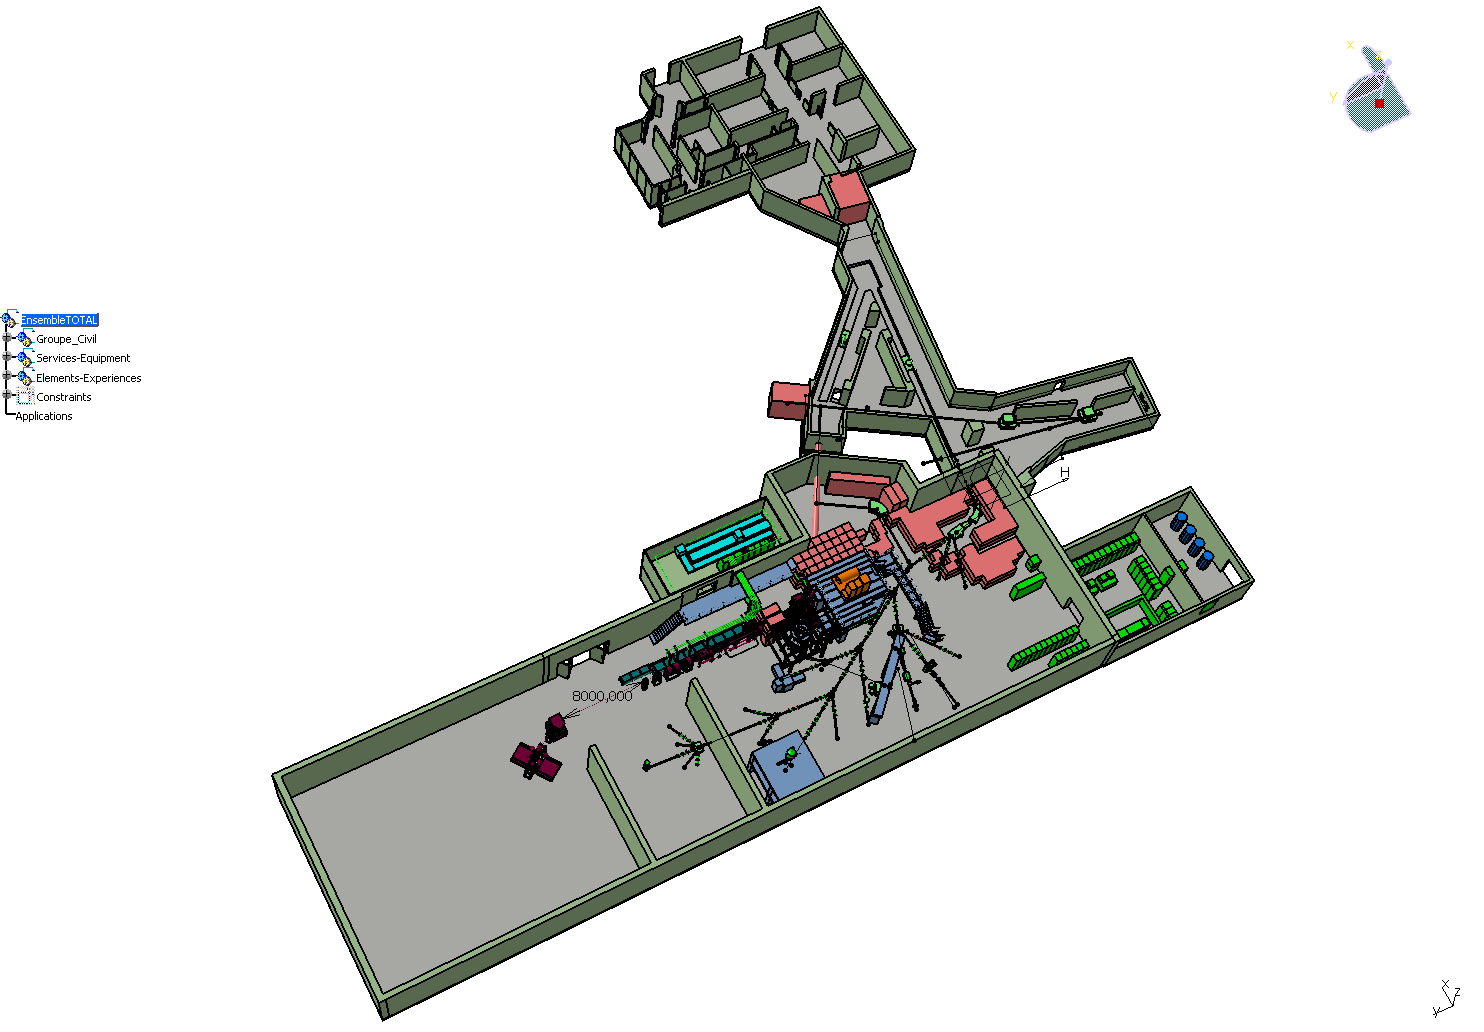 EnsembleTOTAL
Groupe_Civil
Services-Equipment
Elements-Experiences
Constraints
Applications
x
z
Y
H
8000,000
x
z
y